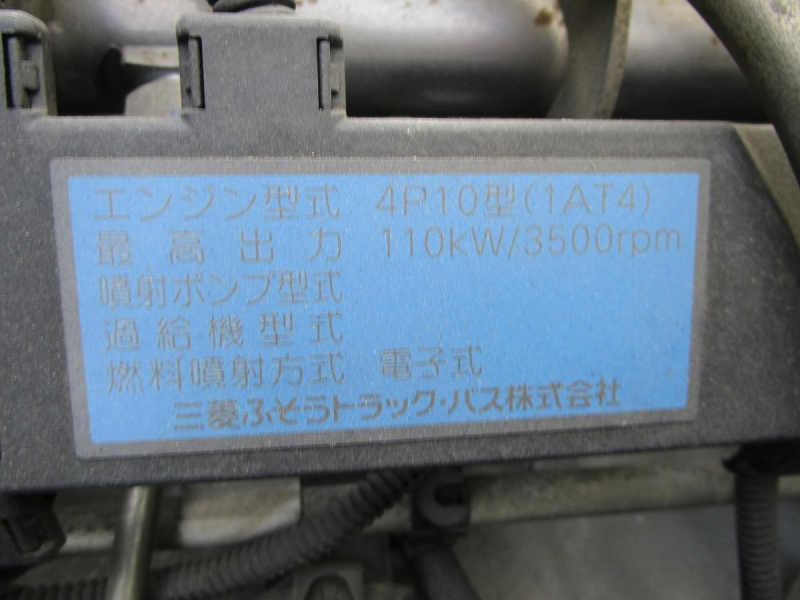 エンジン型式 4P10型(1AT4)
最高出力 110kW/3500rpm
噴射ポンプ型式
過給機型式
燃料噴射方式 電子式
三菱ふそうトラック・バス株式会社